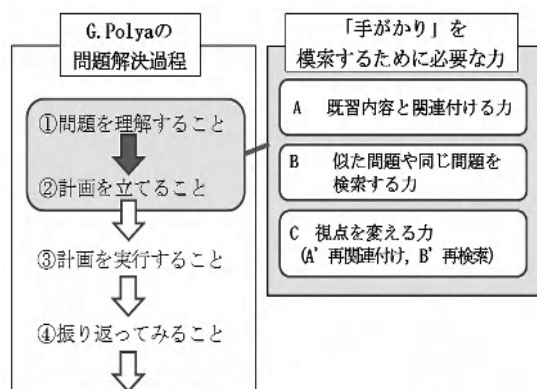 G.Polyaの
問題解決過程
①問題を理解すること
②計画を立てること
③計画を実行すること
④振り返ってみること
「手がかり」を
模索するために必要な力
A 既習内容と関連付ける力
B 似た問題や同じ問題を
検索する力
C 視点を変える力
(A' 再関連付け, B' 再検索)